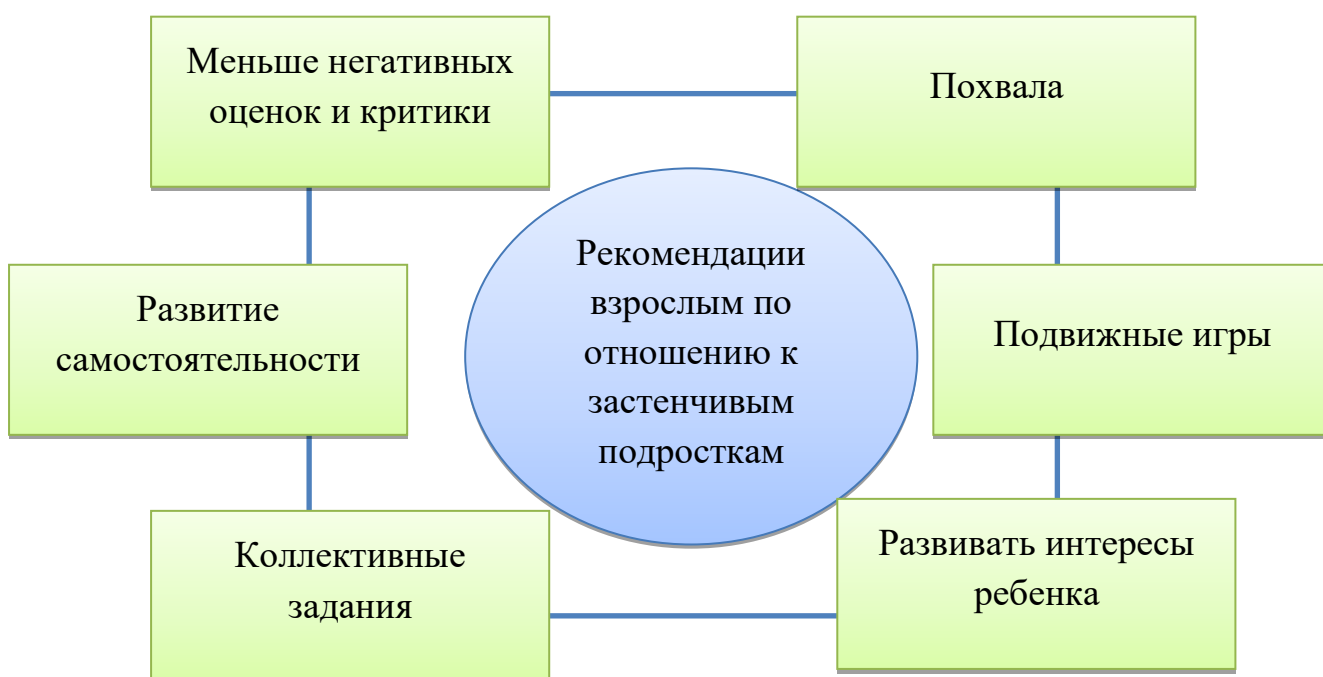 Меньше негативных
оценок и критики
Похвала
Рекомендации
взрослым по
отношению к
застенчивым
подросткам
Развитие
самостоятельности
Подвижные игры
Коллективные
задания
Развивать интересы
ребенка